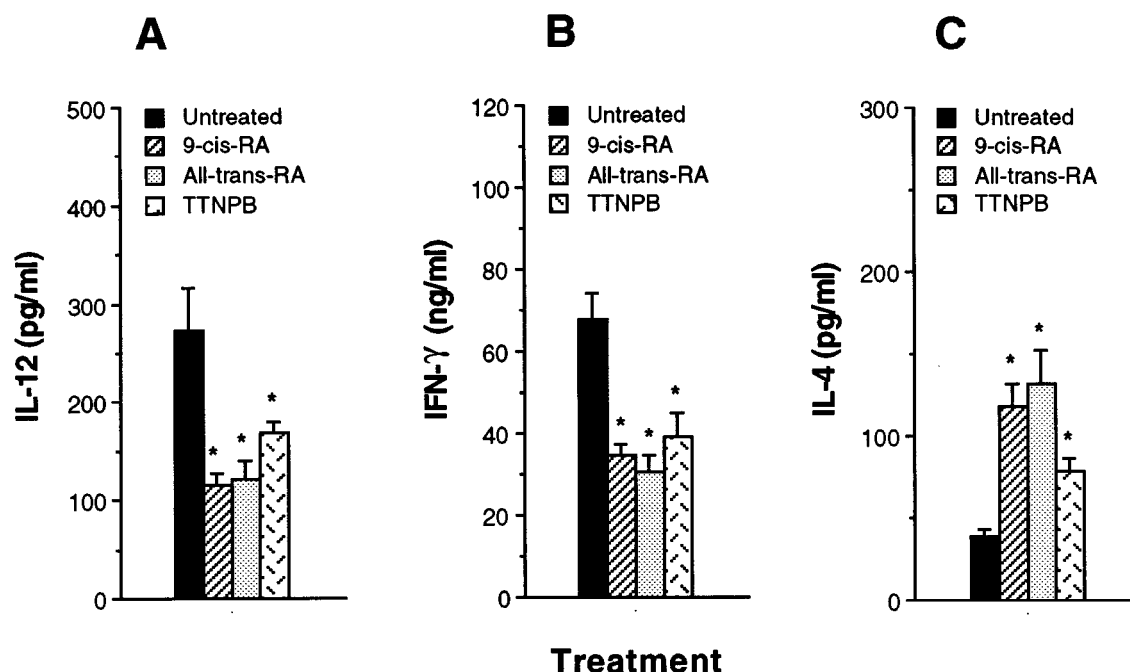 A
IL-12 (pg/ml)
500
400
300
200
100
0
Untreated
9-cis-RA
All-trans-RA
TTNPB
*
*
*
B
IFN-γ (ng/ml)
120
100
80
60
40
20
0
Untreated
9-cis-RA
All-trans-RA
TTNPB
*
*
*
C
IL-4 (pg/ml)
300
200
100
0
Untreated
9-cis-RA
All-trans-RA
TTNPB
*
*
*
Treatment